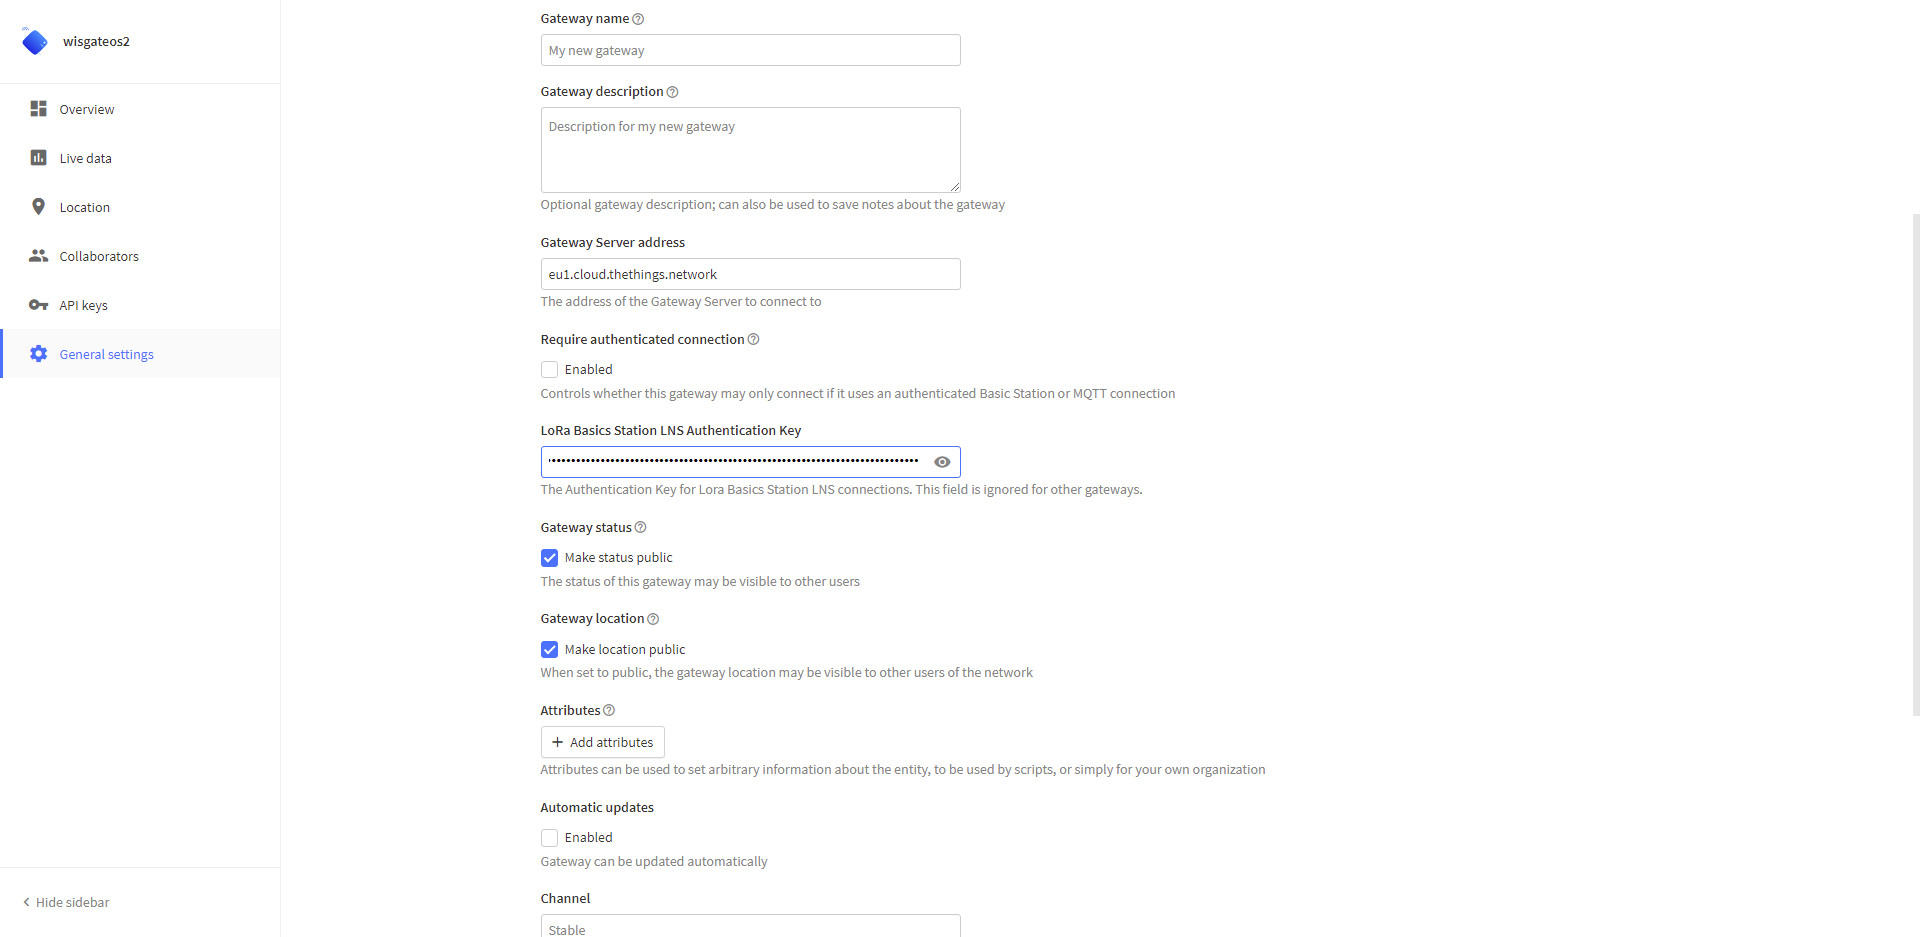 wisgateos2
Overview
Live data
Location
Collaborators
API keys
General settings
Hide sidebar
Gateway name
My new gateway
Gateway description
Description for my new gateway
Optional gateway description; can also be used to save notes about the gateway
Gateway Server address
eu1.cloud.thethings.network
The address of the Gateway Server to connect to
Require authenticated connection
Enabled
Controls whether this gateway may only connect if it uses an authenticated Basic Station or MQTT connection
LoRa Basics Station LNS Authentication Key
The Authentication Key for Lora Basics Station LNS connections. This field is ignored for other gateways.
Gateway status
Make status public
The status of this gateway may be visible to other users
Gateway location
Make location public
When set to public, the gateway location may be visible to other users of the network
Attributes
+ Add attributes
Attributes can be used to set arbitrary information about the entity, to be used by scripts, or simply for your own organization
Automatic updates
Enabled
Gateway can be updated automatically
Channel
Stable